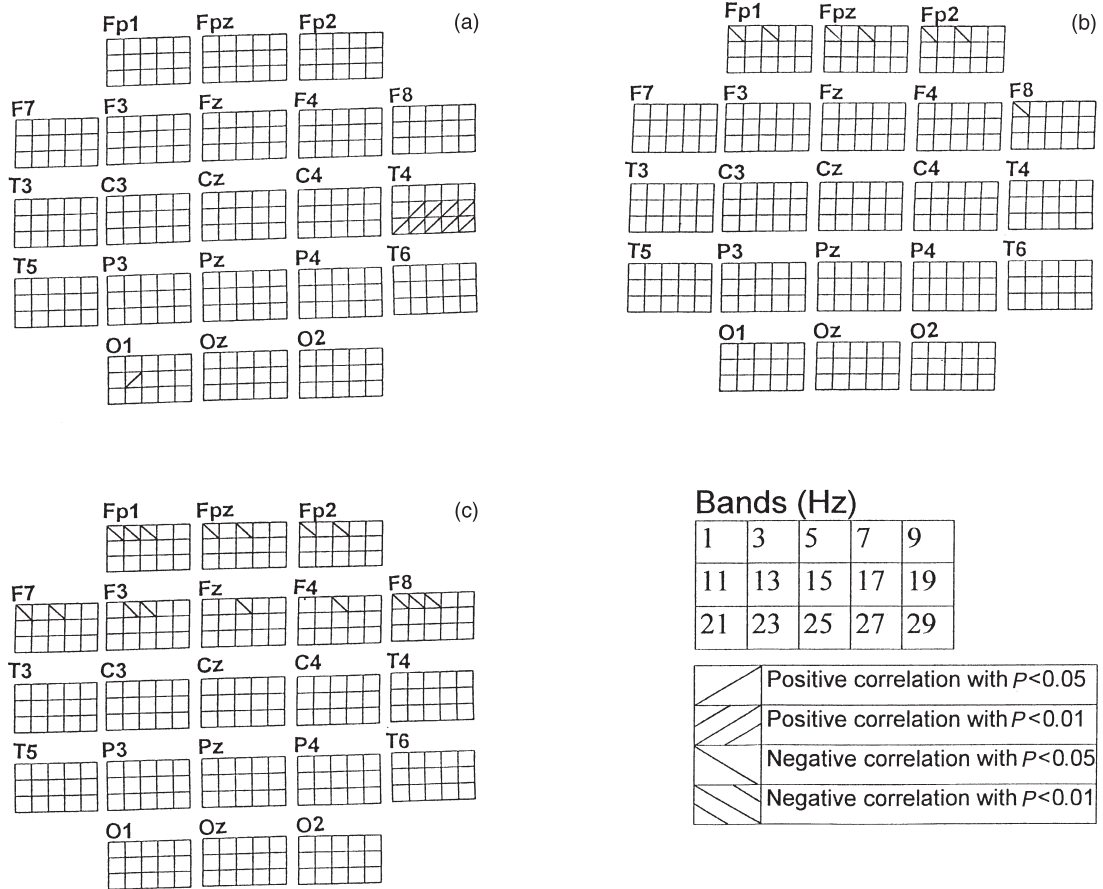 Fp1 Fpz Fp2 (a)
F7 F3 Fz F4 F8
T3 C3 Cz C4 T4
T5 P3 Pz P4 T6
O1 Oz O2
Fp1 Fpz Fp2 (b)
F7 F3 Fz F4 F8
T3 C3 Cz C4 T4
T5 P3 Pz P4 T6
O1 Oz O2
Fp1 Fpz Fp2 (c)
F7 F3 Fz F4 F8
T3 C3 Cz C4 T4
T5 P3 Pz P4 T6
O1 Oz O2
Bands (Hz)
1 3 5 7 9
11 13 15 17 19
21 23 25 27 29
Positive correlation with P<0.05
Positive correlation with P<0.01
Negative correlation with P<0.05
Negative correlation with P<0.01